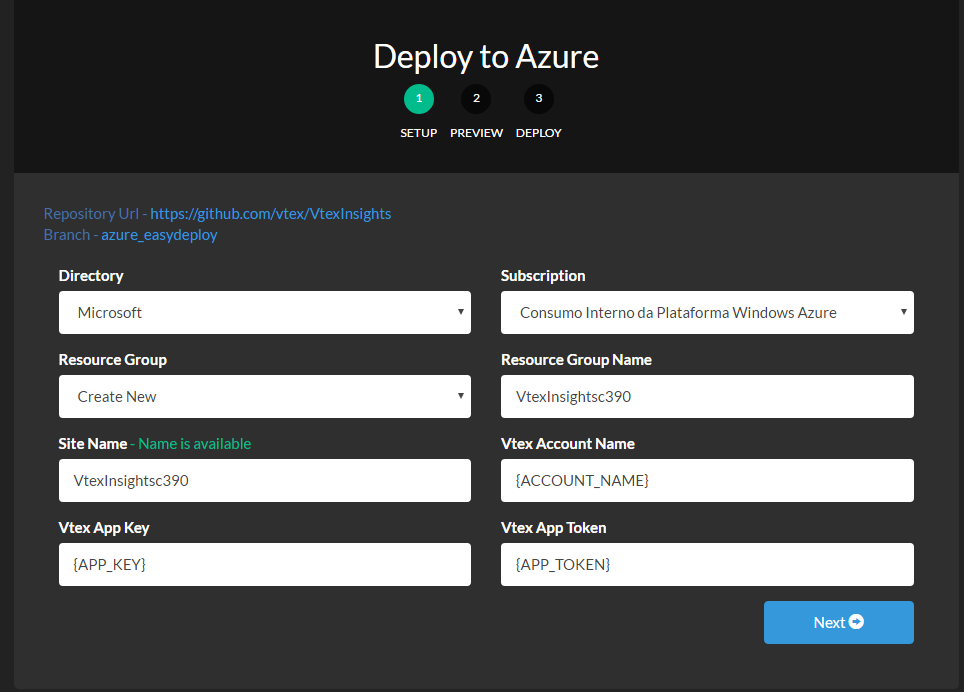 Deploy to Azure
1 2 3
SETUP PREVIEW DEPLOY
Repository Url - https://github.com/vtex/VtexInsights
Branch - azure_easydeploy
Directory Subscription
Microsoft Consumo Interno da Plataforma Windows Azure
Resource Group Resource Group Name
Create New VtexInsightsc390
Site Name - Name is available Vtex Account Name
VtexInsightsc390 {ACCOUNT_NAME}
Vtex App Key Vtex App Token
{APP_KEY} {APP_TOKEN}
Next